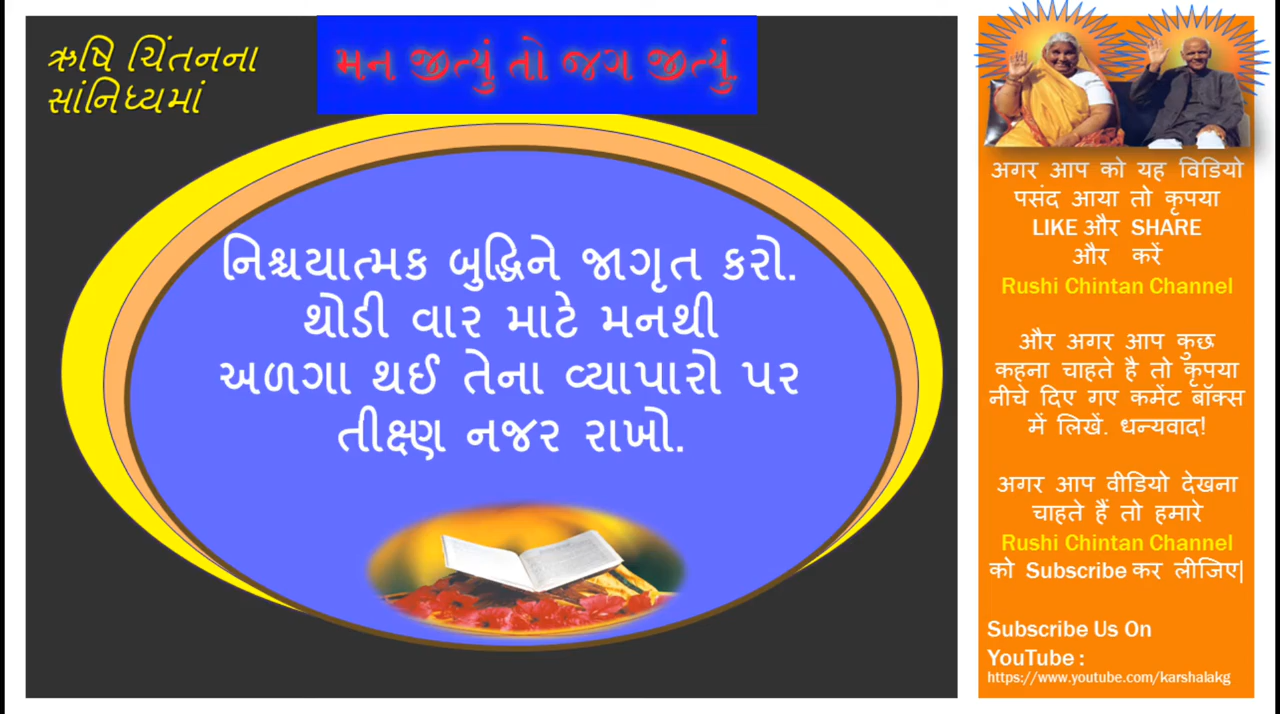 ઋષિ ચિંતનના
સાંનિધ્યમાં
મન જીત્યું તો જગ જીત્યું.
નિશ્ચયાત્મક બુદ્ધિને જાગૃત કરો.
થોડી વાર માટે મનથી
અળગા થઈ તેના વ્યાપારો પર
તીક્ષ્ણ નજર રાખો.
अगर आप को यह विडियो
पसंद आया तो कृपया
LIKE और SHARE
और करें
Rushi Chintan Channel
और अगर आप कुछ
कहना चाहते है तो कृपया
नीचे दिए गए कमेंट बॉक्स
में लिखें. धन्यवाद!
अगर आप वीडियो देखना
चाहते हैं तो हमारे
Rushi Chintan Channel
को Subscribe कर लीजिए|
Subscribe Us On
YouTube :
https://www.youtube.com/karshalakg